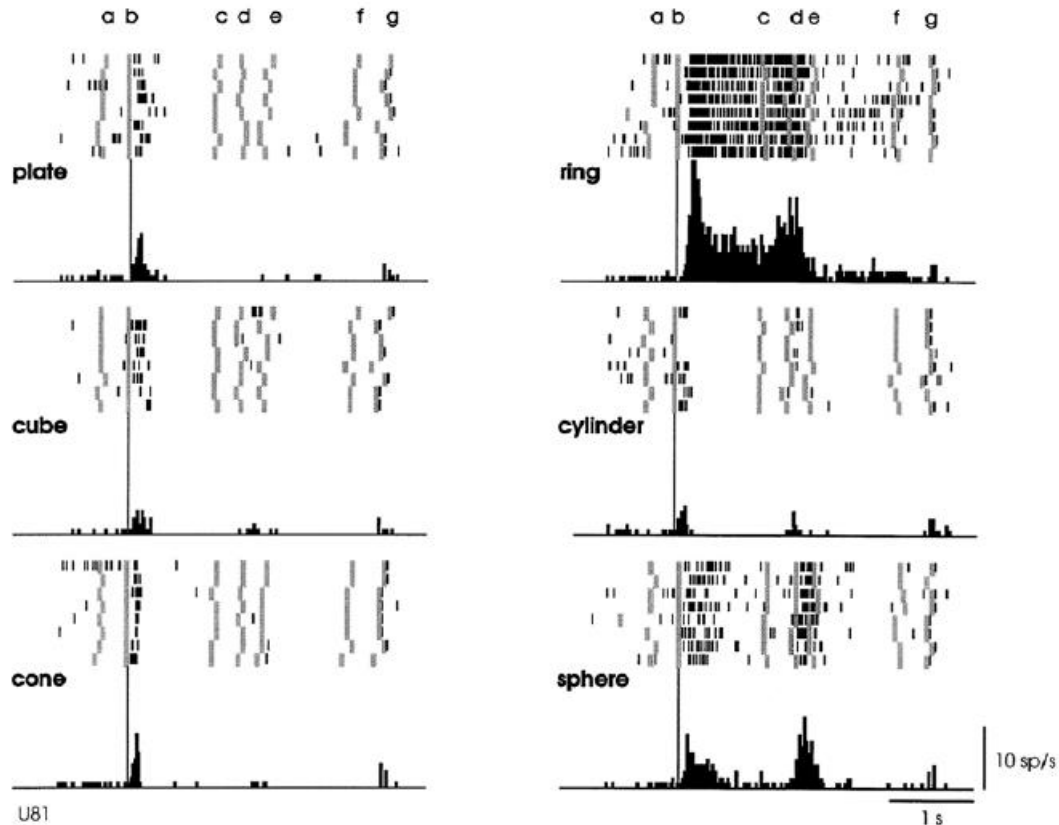 a b c d e f g
a b c d e f g
plate
ring
cube
cylinder
cone
sphere
10 sp/s
1 s
U81